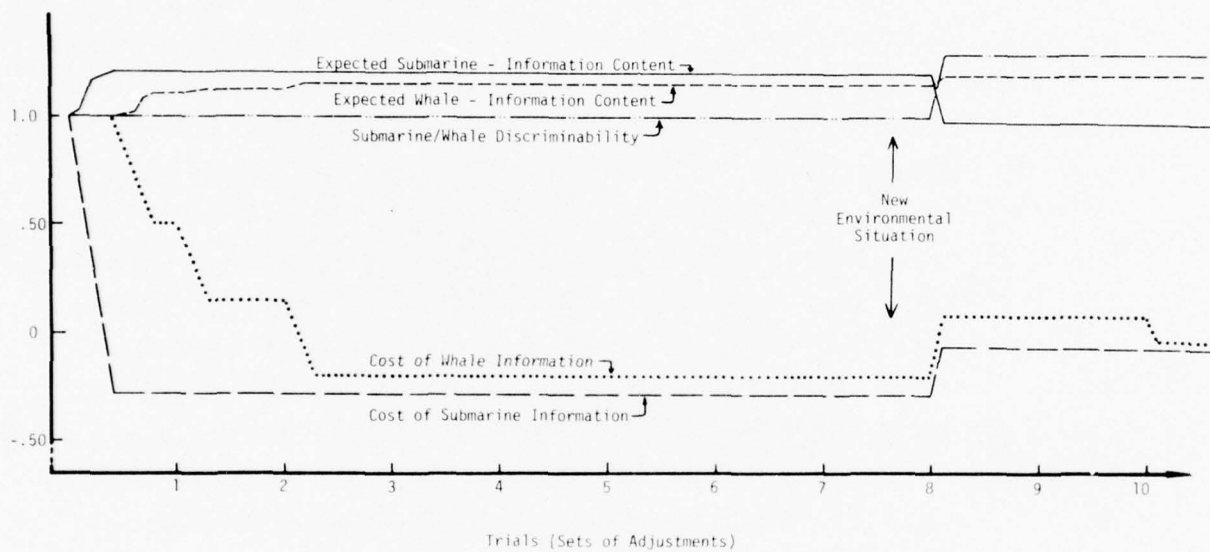 Expected Submarine - Information Content
Expected Whale - Information Content
1.0
Submarine/Whale Discriminability
New
Environmental
Situation
.50
0
Cost of Whale Information
Cost of Submarine Information
-.50
1 2 3 4 5 6 7 8 9 10
Trials (Sets of Adjustments)